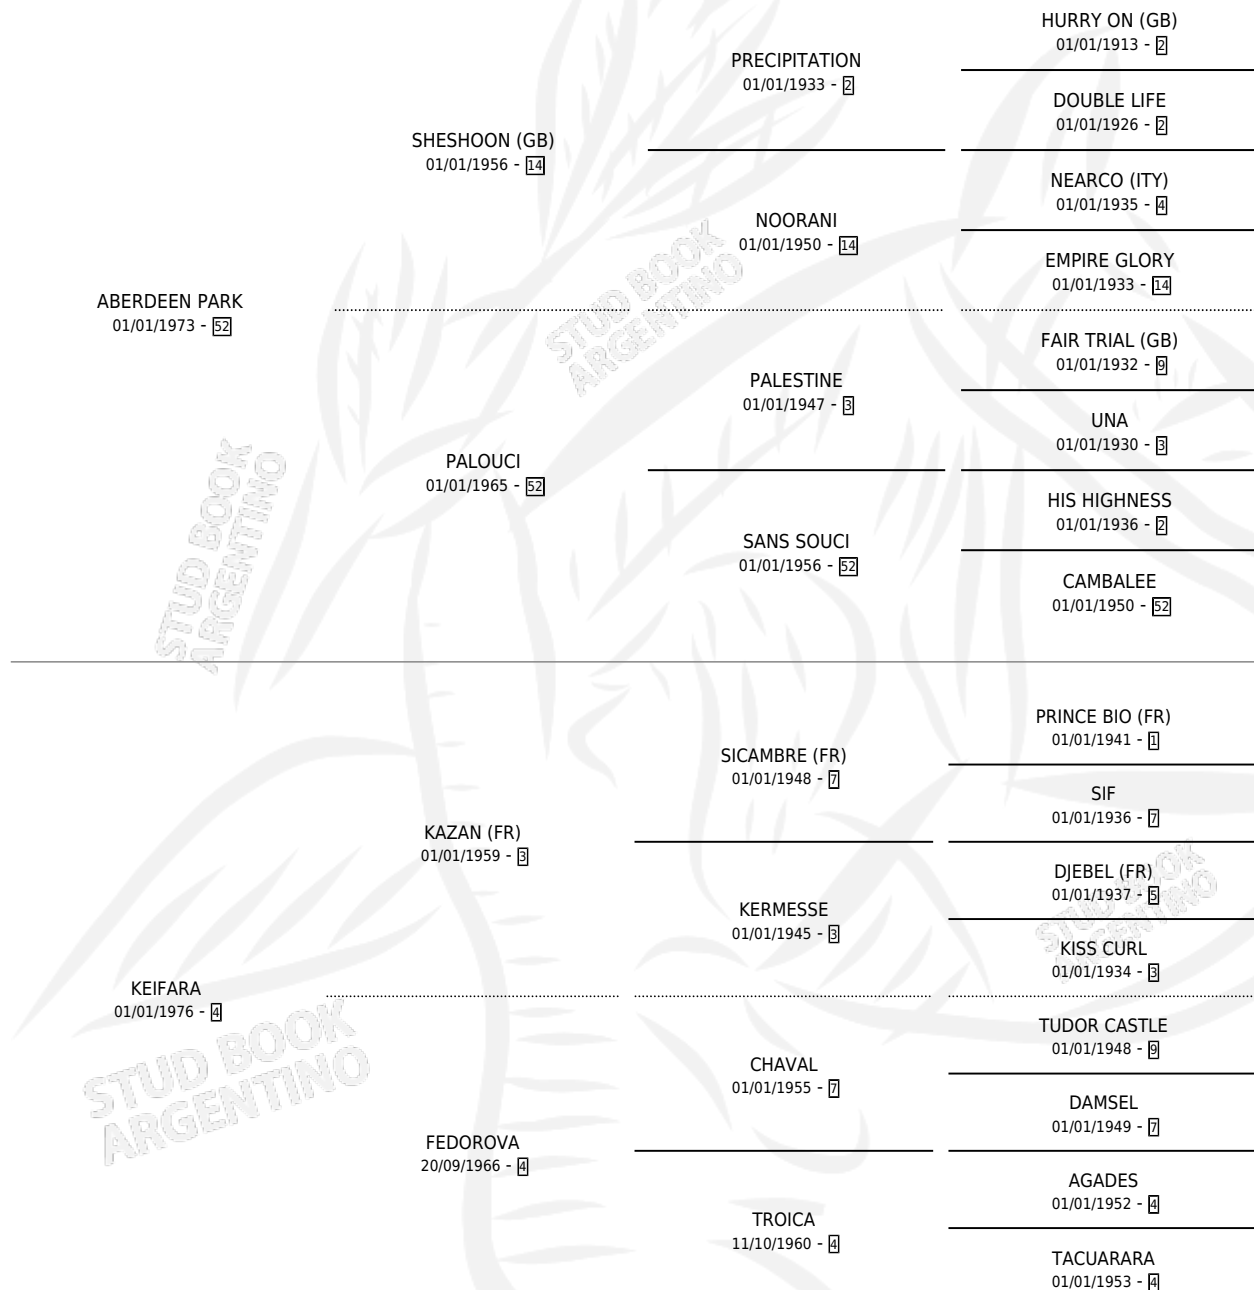 HURRY ON (GB)
01/01/1913 - 2
PRECIPITATION
01/01/1933 - 2
DOUBLE LIFE
01/01/1926 - 2
SHESHOON (GB)
01/01/1956 - 14
NEARCO (ITY)
01/01/1935 - 4
NOORANI
01/01/1950 - 14
EMPIRE GLORY
01/01/1933 - 14
ABERDEEN PARK
01/01/1973 - 52
FAIR TRIAL (GB)
01/01/1932 - 9
PALESTINE
01/01/1947 - 3
UNA
01/01/1930 - 3
PALOUCI
01/01/1965 - 52
HIS HIGHNESS
01/01/1936 - 2
SANS SOUCI
01/01/1956 - 52
CAMBALEE
01/01/1950 - 52
PRINCE BIO (FR)
01/01/1941 - 1
SICAMBRE (FR)
01/01/1948 - 7
SIF
01/01/1936 - 7
KAZAN (FR)
01/01/1959 - 3
DJEBEL (FR)
01/01/1937 - 5
KERMESSE
01/01/1945 - 3
KISS CURL
01/01/1934 - 3
KEIFARA
01/01/1976 - 4
TUDOR CASTLE
01/01/1948 - 9
CHAVAL
01/01/1955 - 7
DAMSEL
01/01/1949 - 7
FEDOROVA
20/09/1966 - 4
AGADES
01/01/1952 - 4
TROICA
11/10/1960 - 4
TACUARARA
01/01/1953 - 4
STUD BOOK
ARGENTINO
STUD BOOK
ARGENTINO
STUD BOOK
ARGENTINO
STUD BOOK
ARGENTINO